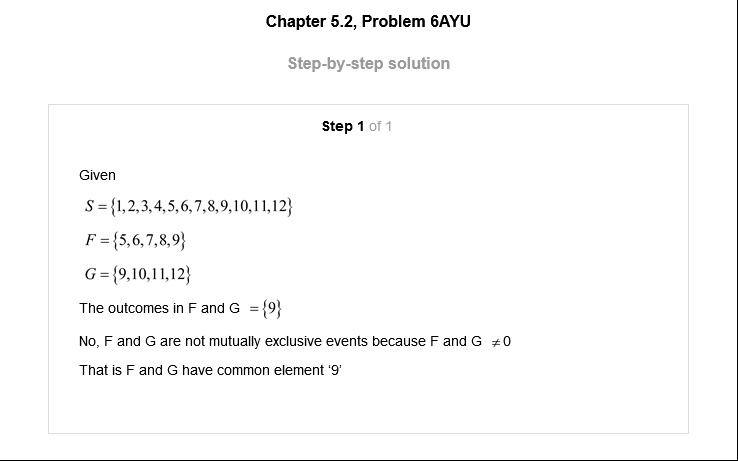 Chapter 5.2, Problem 6AYU
Step-by-step solution
Step 1 of 1
Given
S = {1,2,3,4,5,6,7,8,9,10,11,12}
F = {5,6,7,8,9}
G = {9,10,11,12}
The outcomes in F and G = {9}
No, F and G are not mutually exclusive events because F and G ≠ 0
That is F and G have common element ‘9’